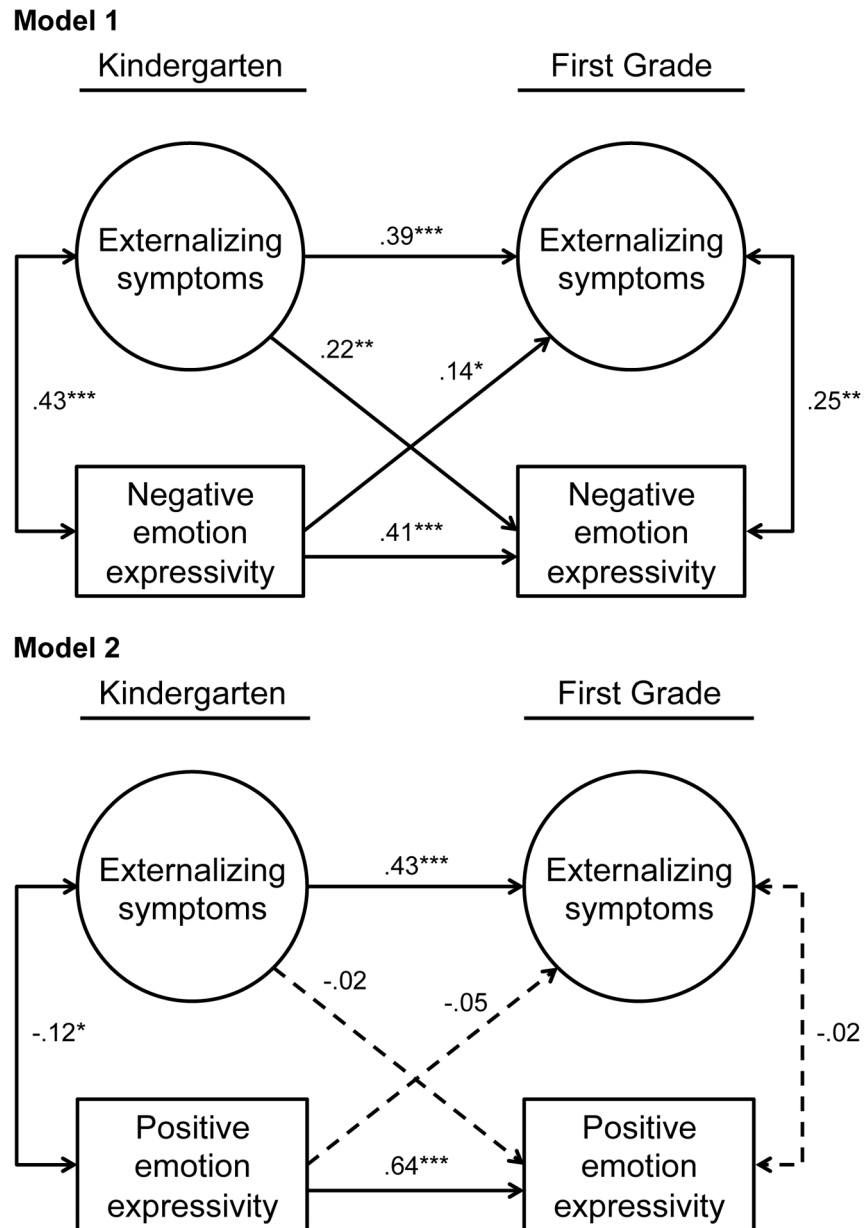 Model 1
Kindergarten
First Grade
Externalizing
symptoms
.39***
Externalizing
symptoms
.22**
.14*
.43***
.25**
Negative
emotion
expressivity
.41***
Negative
emotion
expressivity
Model 2
Kindergarten
First Grade
Externalizing
symptoms
.43***
Externalizing
symptoms
-.02
-.05
-.12*
-.02
Positive
emotion
expressivity
.64***
Positive
emotion
expressivity